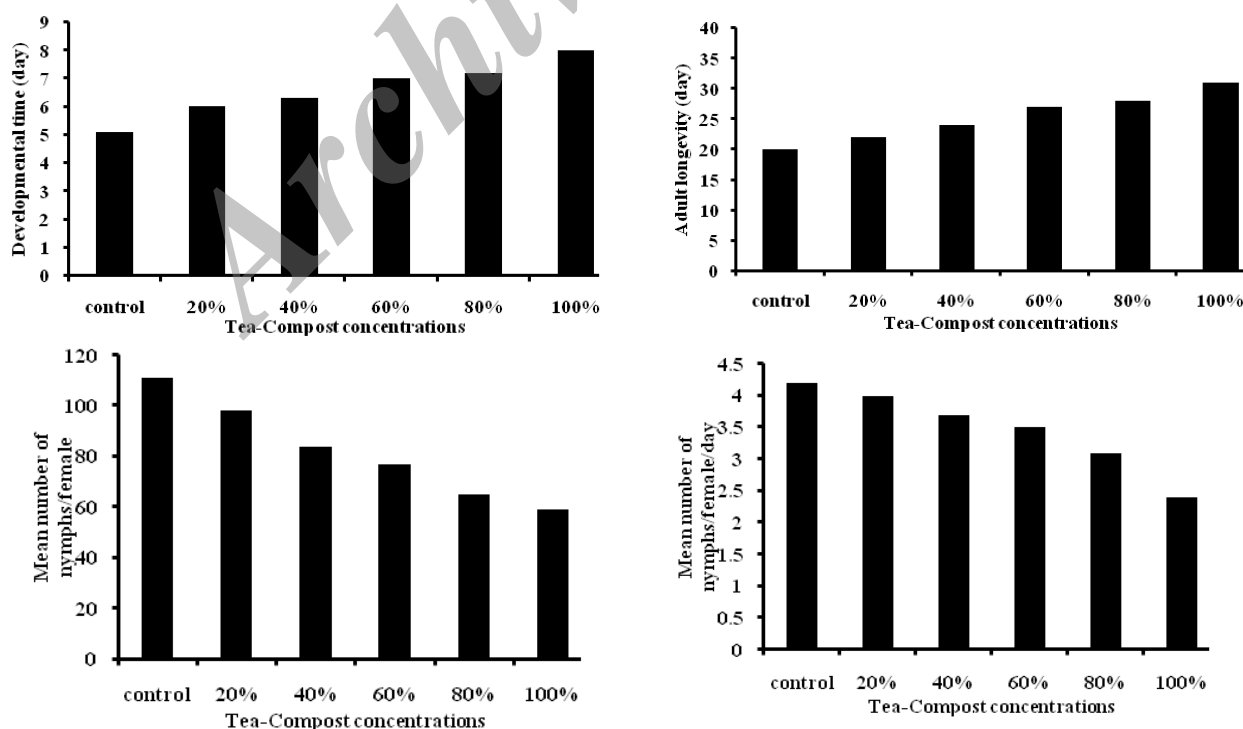 Developmental time (day)
9
8
7
6
5
4
3
2
1
0
control 20% 40% 60% 80% 100%
Tea-Compost concentrations
Adult longevity (day)
40
35
30
25
20
15
10
5
0
control 20% 40% 60% 80% 100%
Tea-Compost concentrations
Mean number of
nymphs/female
120
100
80
60
40
20
0
control 20% 40% 60% 80% 100%
Tea-Compost concentrations
Mean number of
nymphs/female/day
4.5
4
3.5
3
2.5
2
1.5
1
0.5
0
control 20% 40% 60% 80% 100%
Tea-Compost concentrations